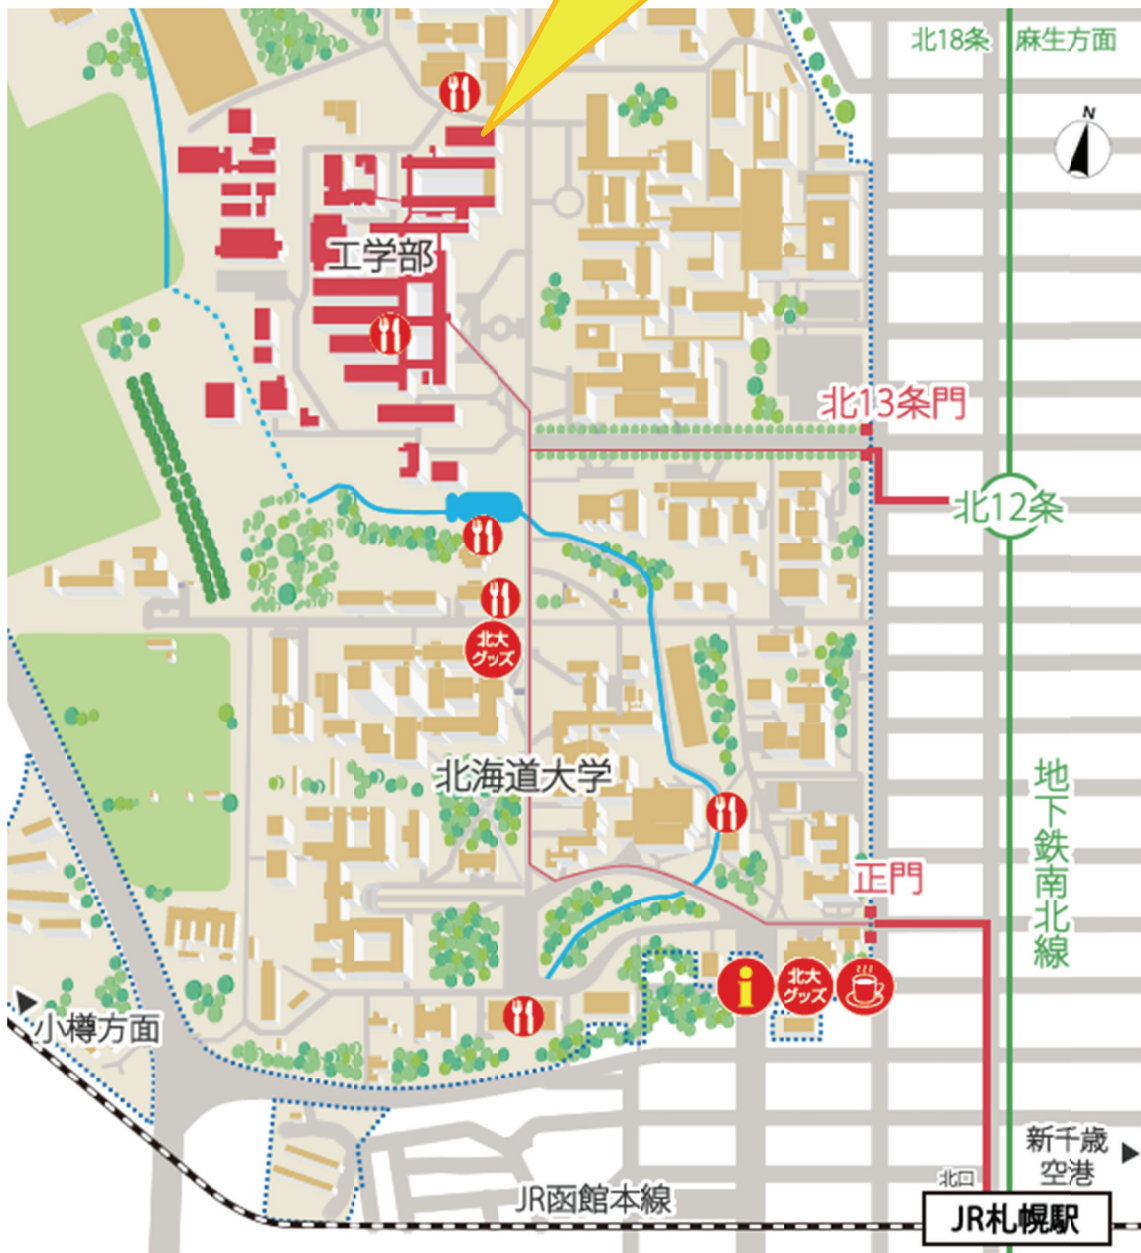 北18条
麻生方面
N
工学部
北13条門
北12条
北大
グッズ
北海道大学
地下鉄南北線
正門
i
北大
グッズ
小樽方面
新千歳
空港
北口
JR函館本線
JR札幌駅